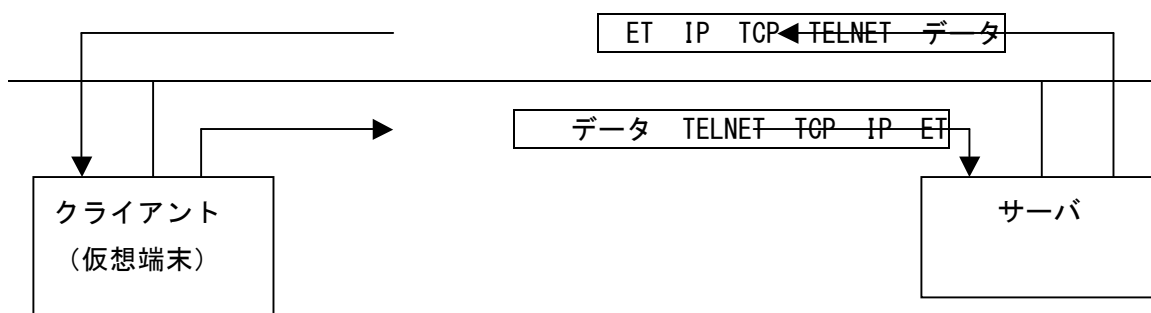 ET IP TCP TELNET データ
データ TELNET TCP IP ET
クライアント
（仮想端末）
サーバ